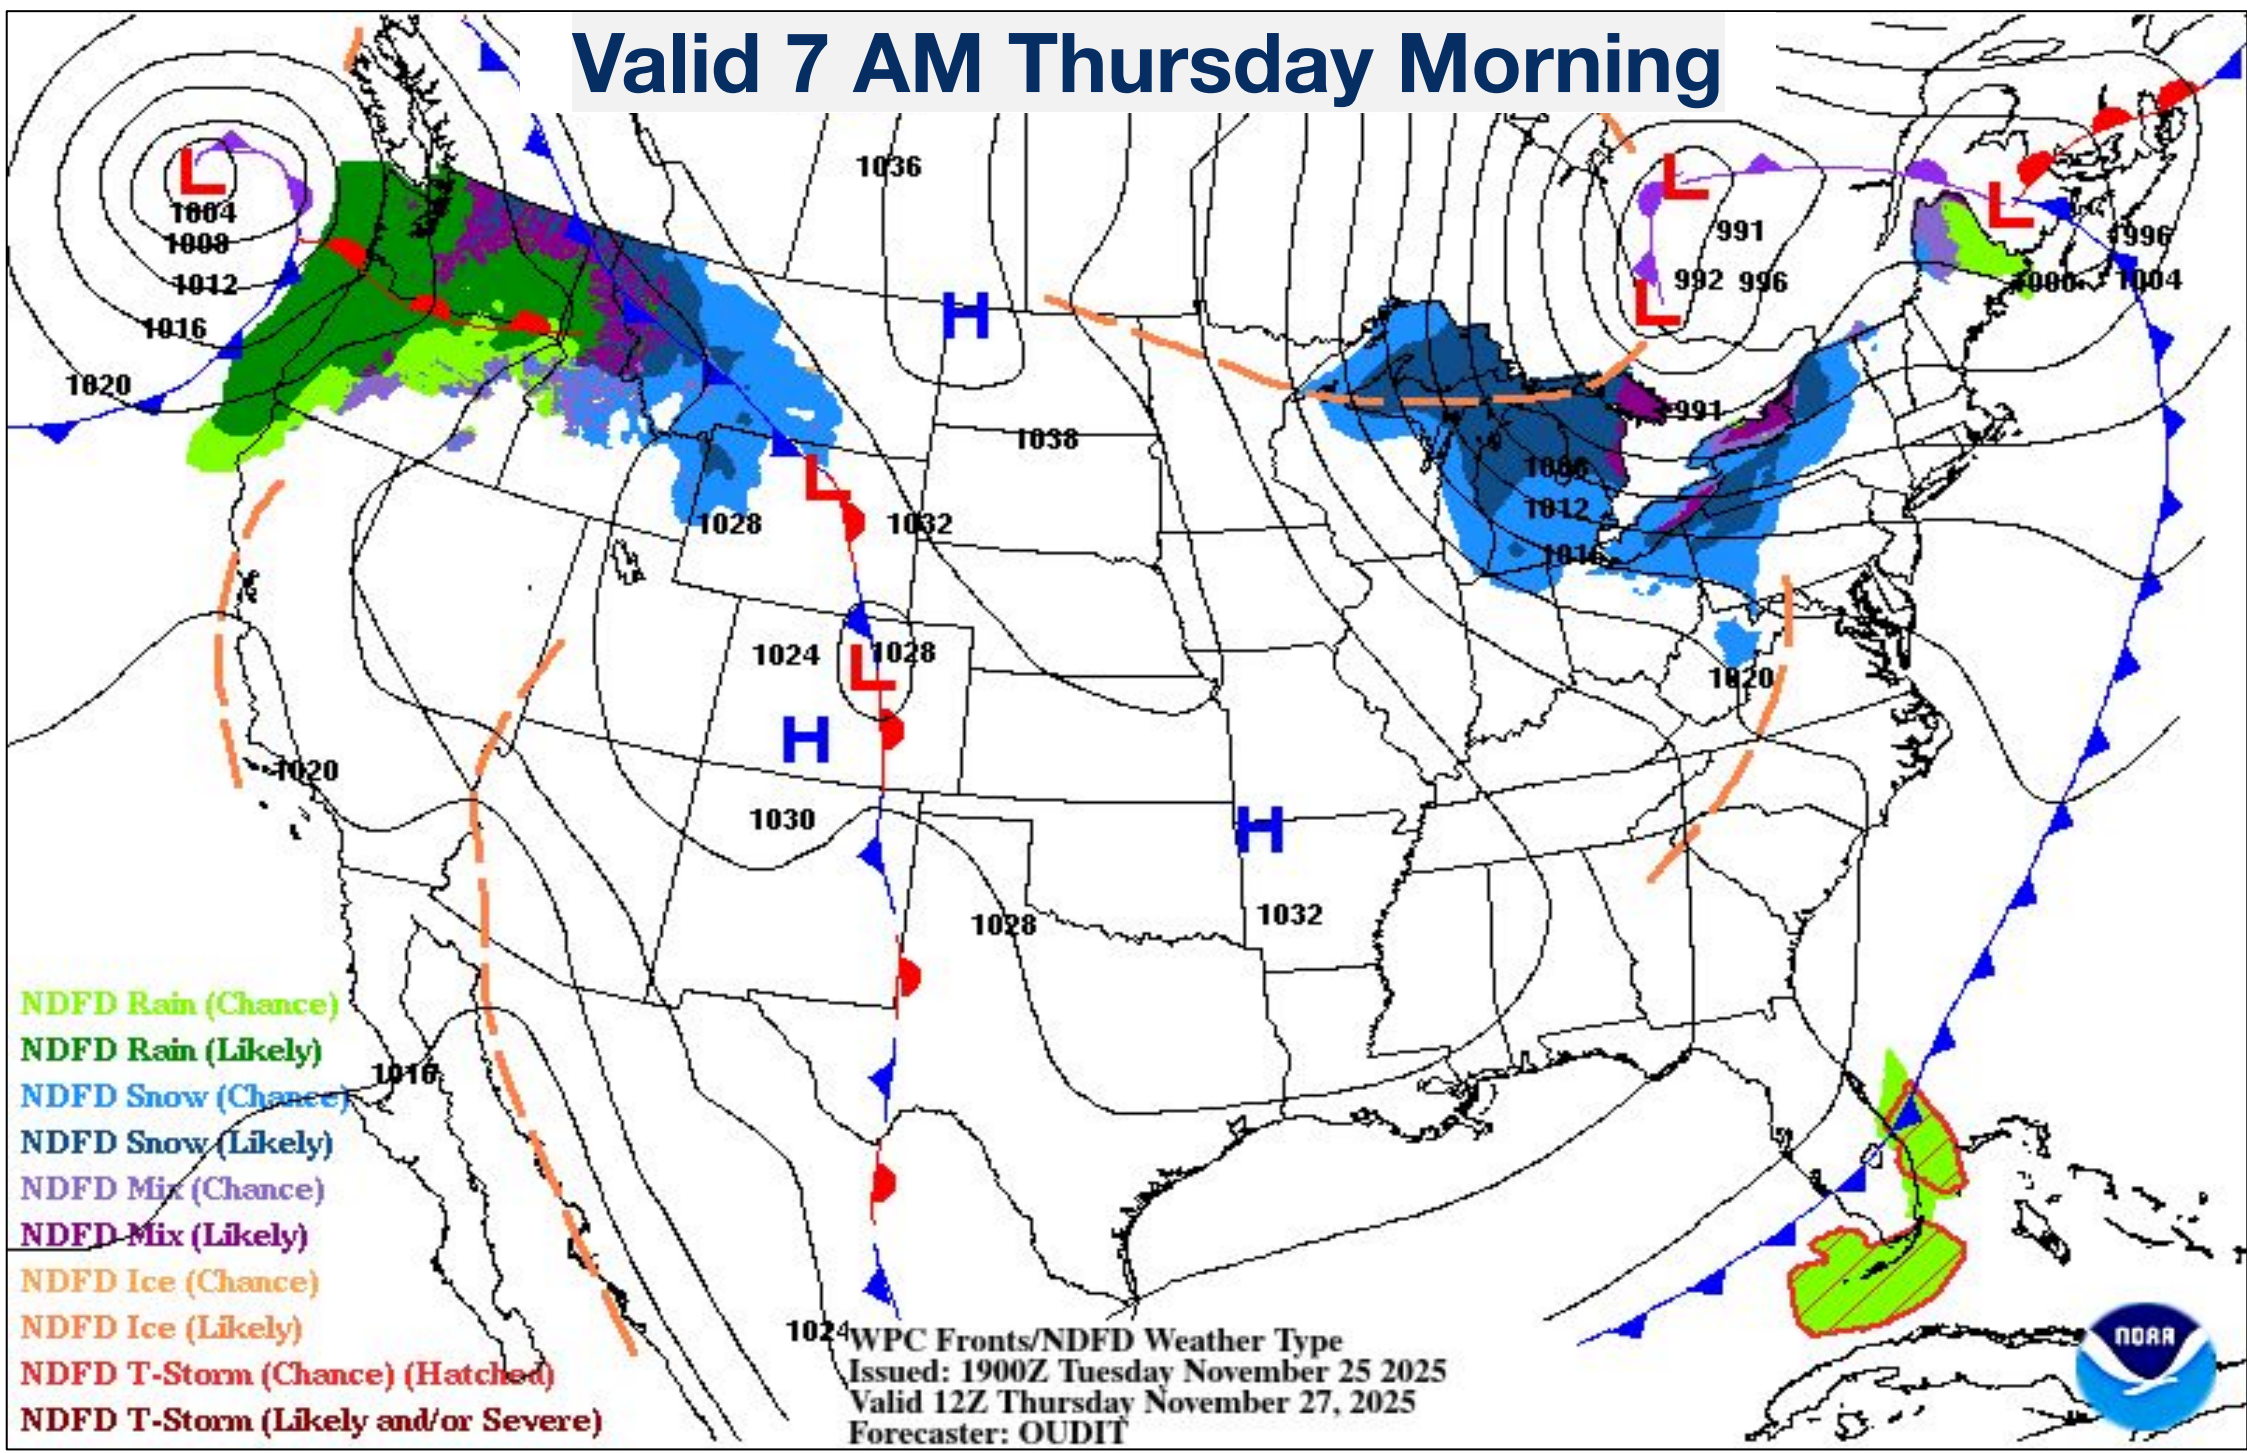 Valid 7 AM Thursday Morning
1036
L
L
L
1004
1008
1012
1016
1020
991
992
996
996
1000
1004
L
H
1038
991
1008
1012
1016
L
1028
1032
1024
1028
L
1020
H
1020
1030
H
1028
1032
1016
1024
NDFD Rain (Chance)
NDFD Rain (Likely)
NDFD Snow (Chance)
NDFD Snow (Likely)
NDFD Mix (Chance)
NDFD Mix (Likely)
NDFD Ice (Chance)
NDFD Ice (Likely)
NDFD T-Storm (Chance) (Hatched)
NDFD T-Storm (Likely and/or Severe)
WPC Fronts/NDFD Weather Type
Issued: 1900Z Tuesday November 25 2025
Valid 12Z Thursday November 27, 2025
Forecaster: OUDIT
NOAA